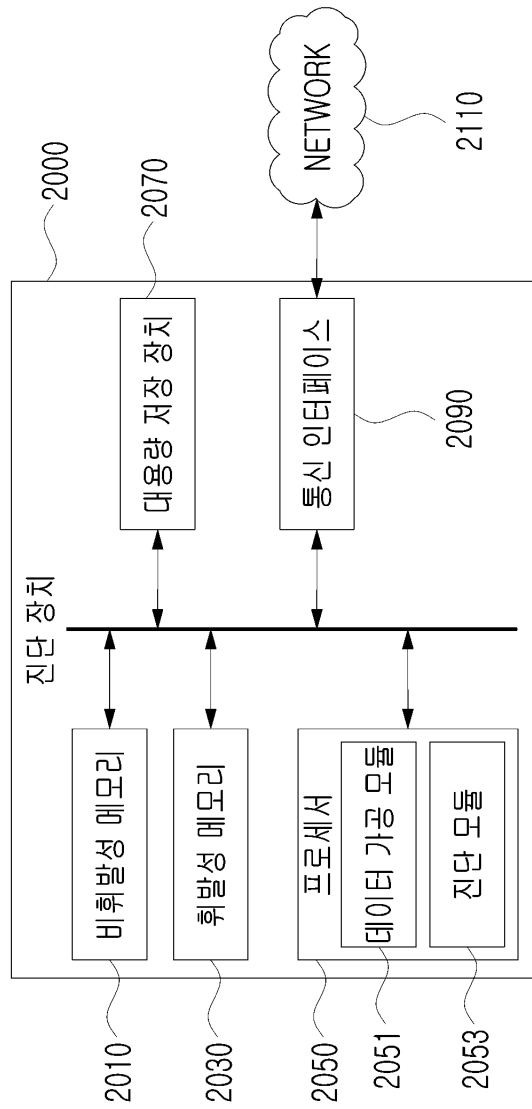 진단 장치
2000
비휘발성 메모리
2010
휘발성 메모리
2030
프로세서
2050
데이터 가공 모듈
2051
진단 모듈
2053
대용량 저장 장치
2070
통신 인터페이스
2090
NETWORK
2110